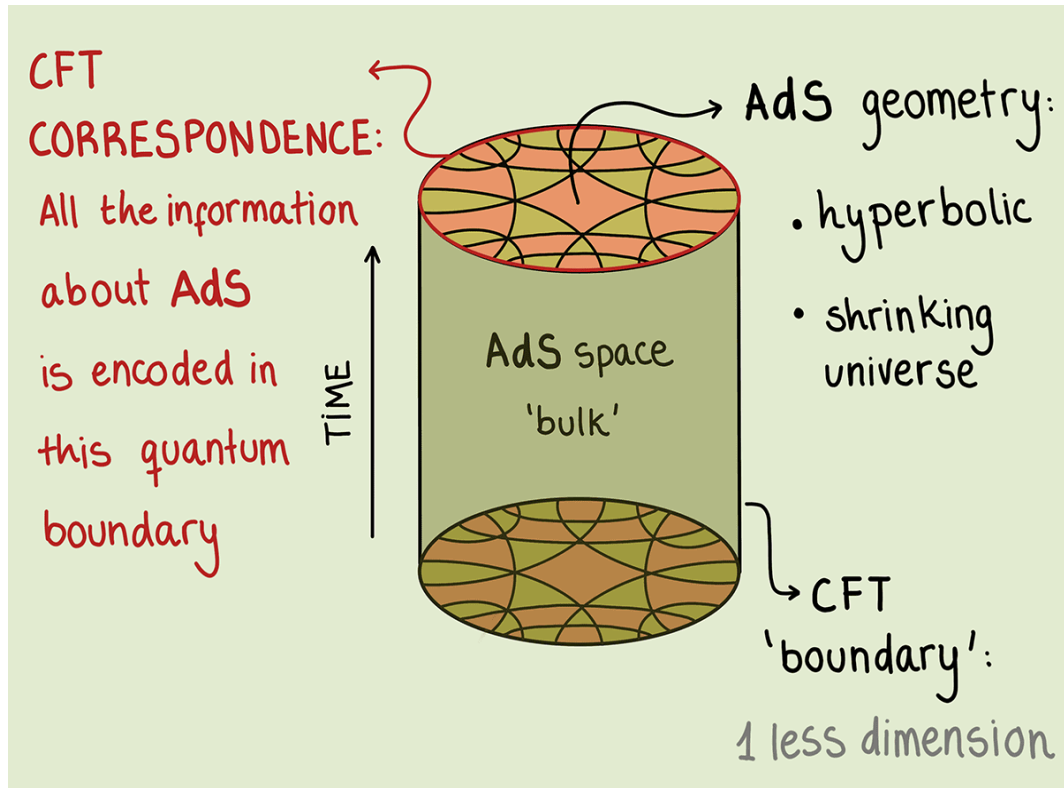 CFT
CORRESPONDENCE:
All the information
about AdS
is encoded in
this quantum
boundary
TIME
AdS geometry:
• hyperbolic
• shrinking
universe
AdS space
'bulk'
CFT
'boundary':
1 less dimension